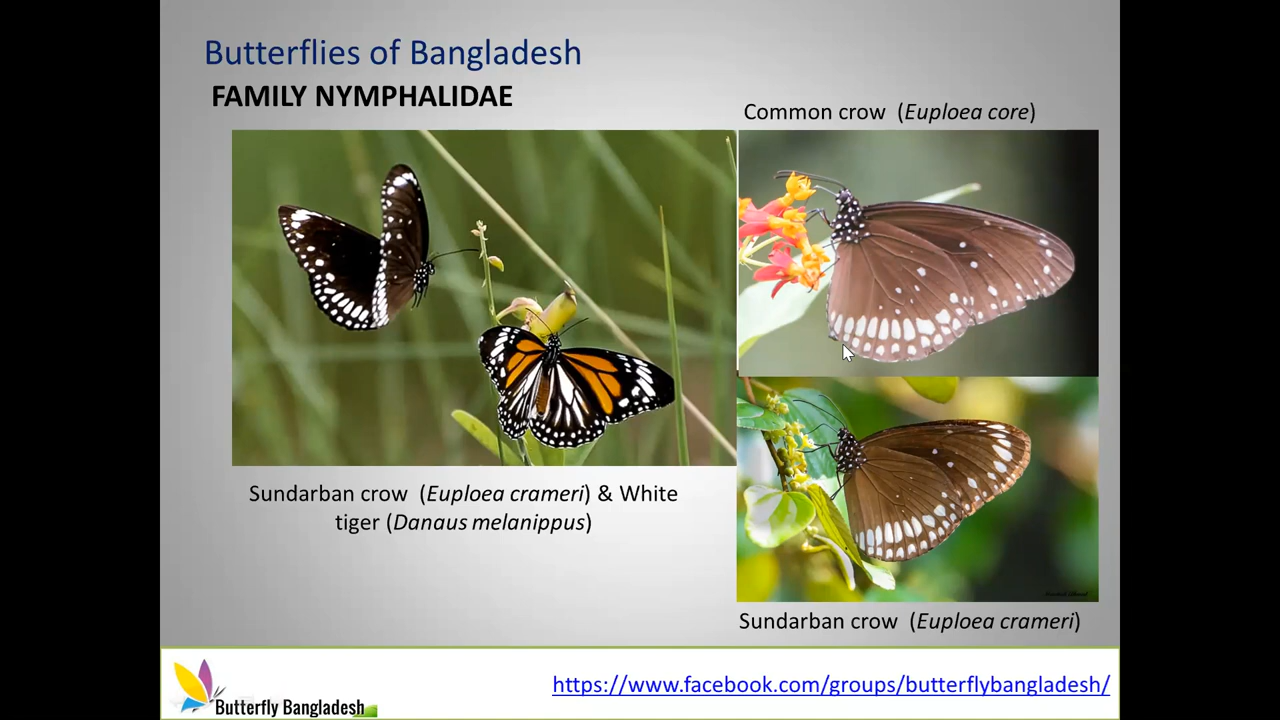 Butterflies of Bangladesh
FAMILY NYMPHALIDAE
Common crow (Euploea core)
Sundarban crow (Euploea crameri) & White
tiger (Danaus melanippus)
Sundarban crow (Euploea crameri)
Butterfly Bangladesh
https://www.facebook.com/groups/butterflybangladesh/